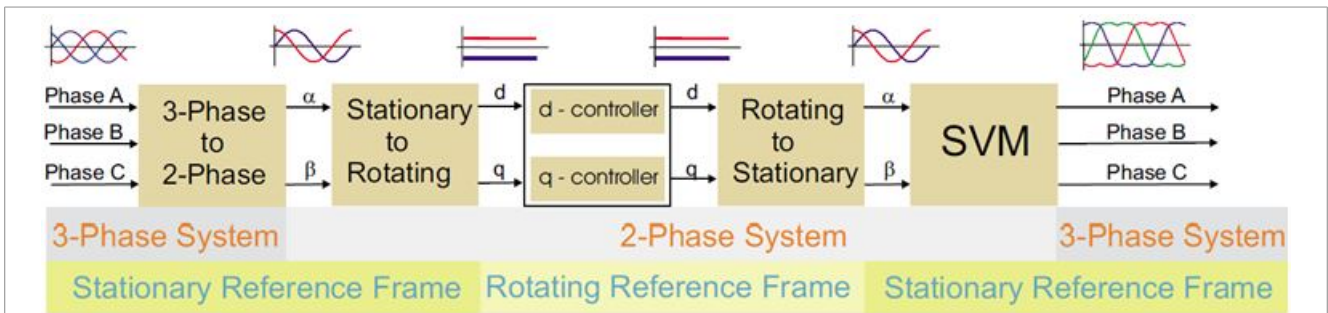 Phase A
Phase B
Phase C
3-Phase
to
2-Phase
α
β
Stationary
to
Rotating
d
q
d - controller
q - controller
d
q
Rotating
to
Stationary
α
β
SVM
Phase A
Phase B
Phase C
3-Phase System
2-Phase System
3-Phase System
Stationary Reference Frame
Rotating Reference Frame
Stationary Reference Frame